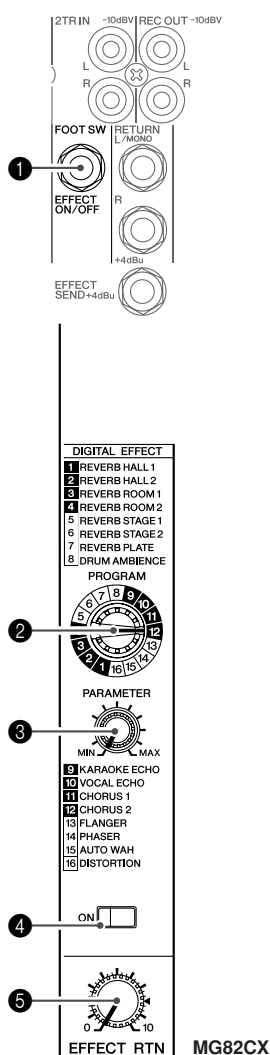 2TR IN -10dBV REC OUT -10dBV
L L
R R
FOOT SW RETURN
L/MONO
1
EFFECT
ON/OFF
R
+4dBu
EFFECT
SEND +4dBu
DIGITAL EFFECT
1 REVERB HALL 1
2 REVERB HALL 2
3 REVERB ROOM 1
4 REVERB ROOM 2
5 REVERB STAGE 1
6 REVERB STAGE 2
7 REVERB PLATE
8 DRUM AMBIENCE
PROGRAM
2
1 2 3 5 6 7 8 9 10 11 12 13 14 15 16
PARAMETER
3
MIN MAX
9 KARAOKE ECHO
10 VOCAL ECHO
11 CHORUS 1
12 CHORUS 2
13 FLANGER
14 PHASER
15 AUTO WAH
16 DISTORTION
4 ON
5
0 10
EFFECT RTN MG82CX